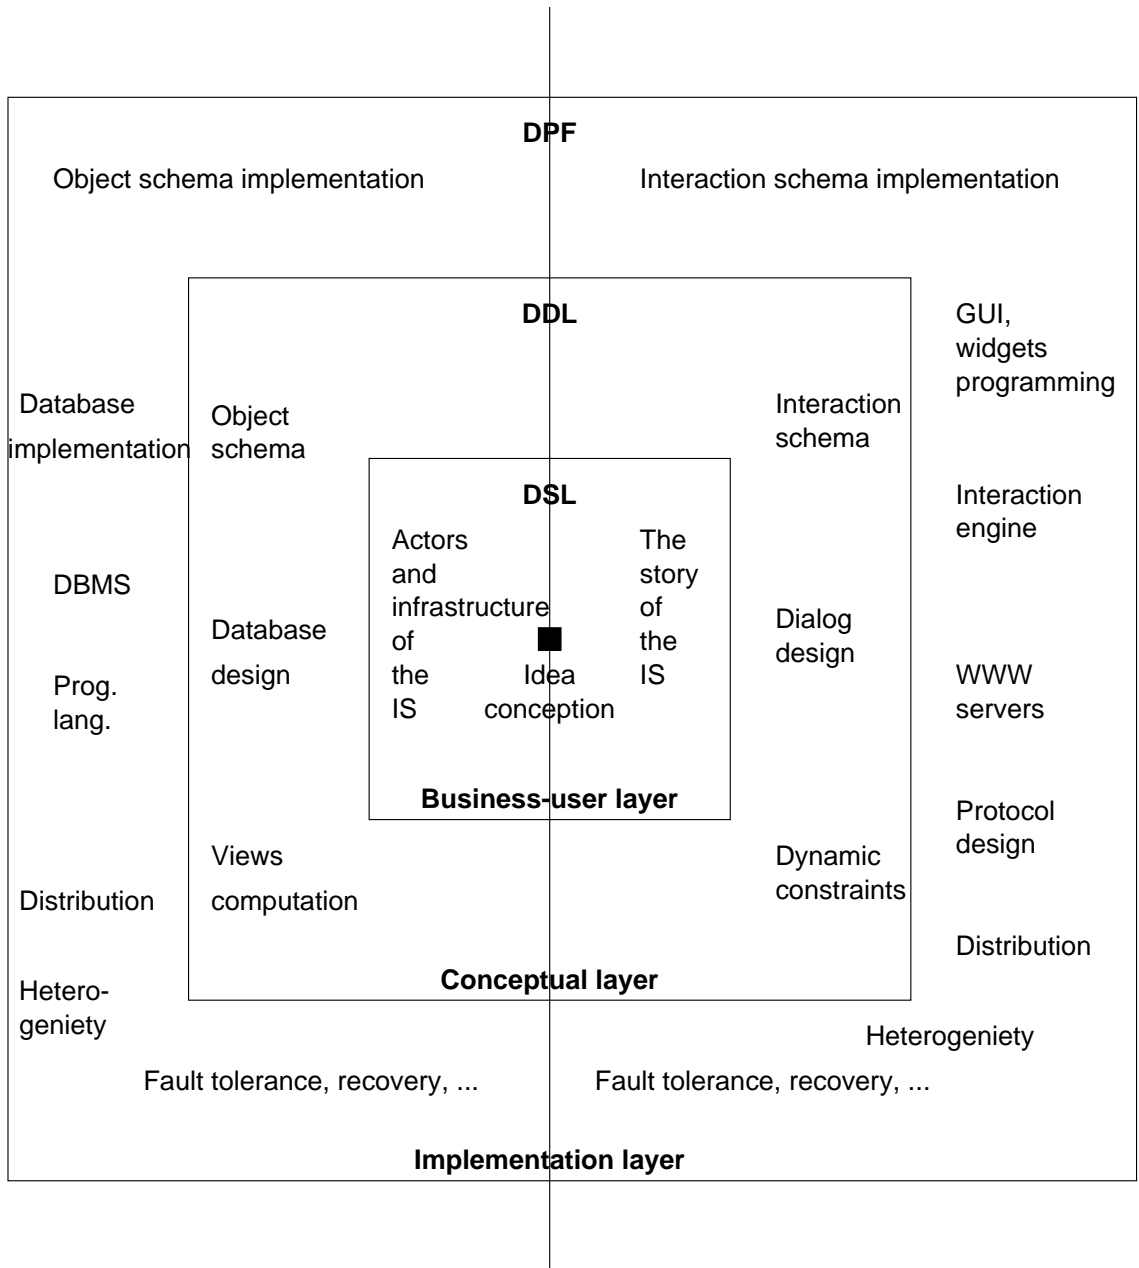 DPF
Object schema implementation
Interaction schema implementation
DDL
GUI,
widgets
programming
Database
implementation
Object
schema
Interaction
schema
DSL
Interaction
engine
Actors
and
infrastructure
of
the
IS
The
story
of
the
IS
DBMS
Database
design
Dialog
design
Idea
conception
Prog.
lang.
WWW
servers
Business-user layer
Protocol
design
Views
computation
Dynamic
constraints
Distribution
Distribution
Conceptual layer
Hetero-
geniety
Heterogeniety
Fault tolerance, recovery, ...
Fault tolerance, recovery, ...
Implementation layer